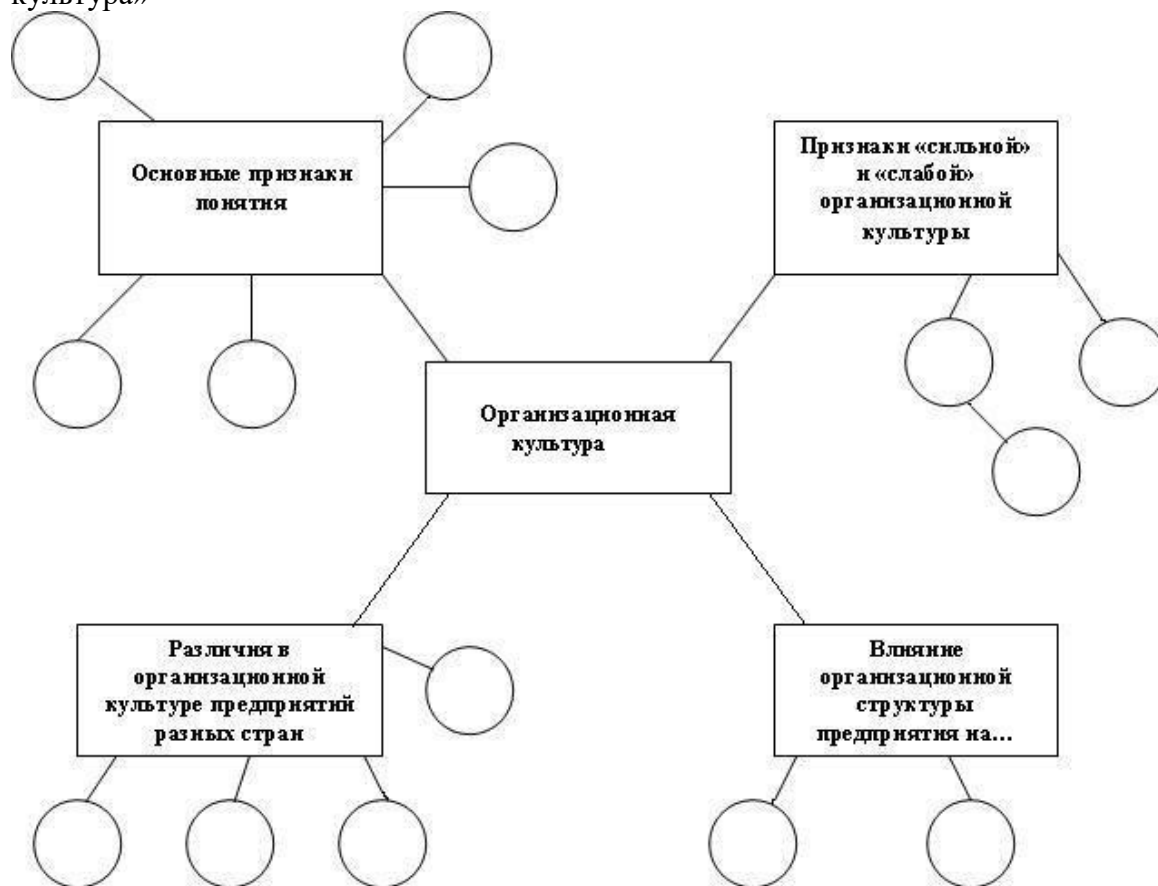 культура»
Основные признаки
понятия
Признаки «сильной»
и «слабой»
организационной
культуры
Организационная
культура
Различия в
организационной
культуре предприятий
разных стран
Влияние
организационной
структуры
предприятия на...